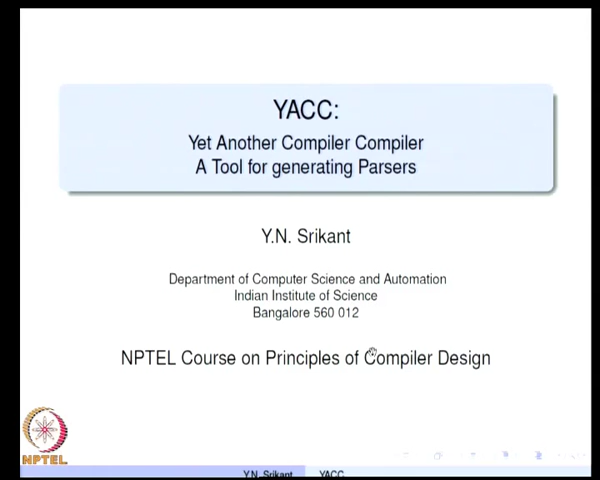 YACC:
Yet Another Compiler Compiler
A Tool for generating Parsers
Y.N. Srikant
Department of Computer Science and Automation
Indian Institute of Science
Bangalore 560 012
NPTEL Course on Principles of Compiler Design
NPTEL
Y.N. Srikant YACC